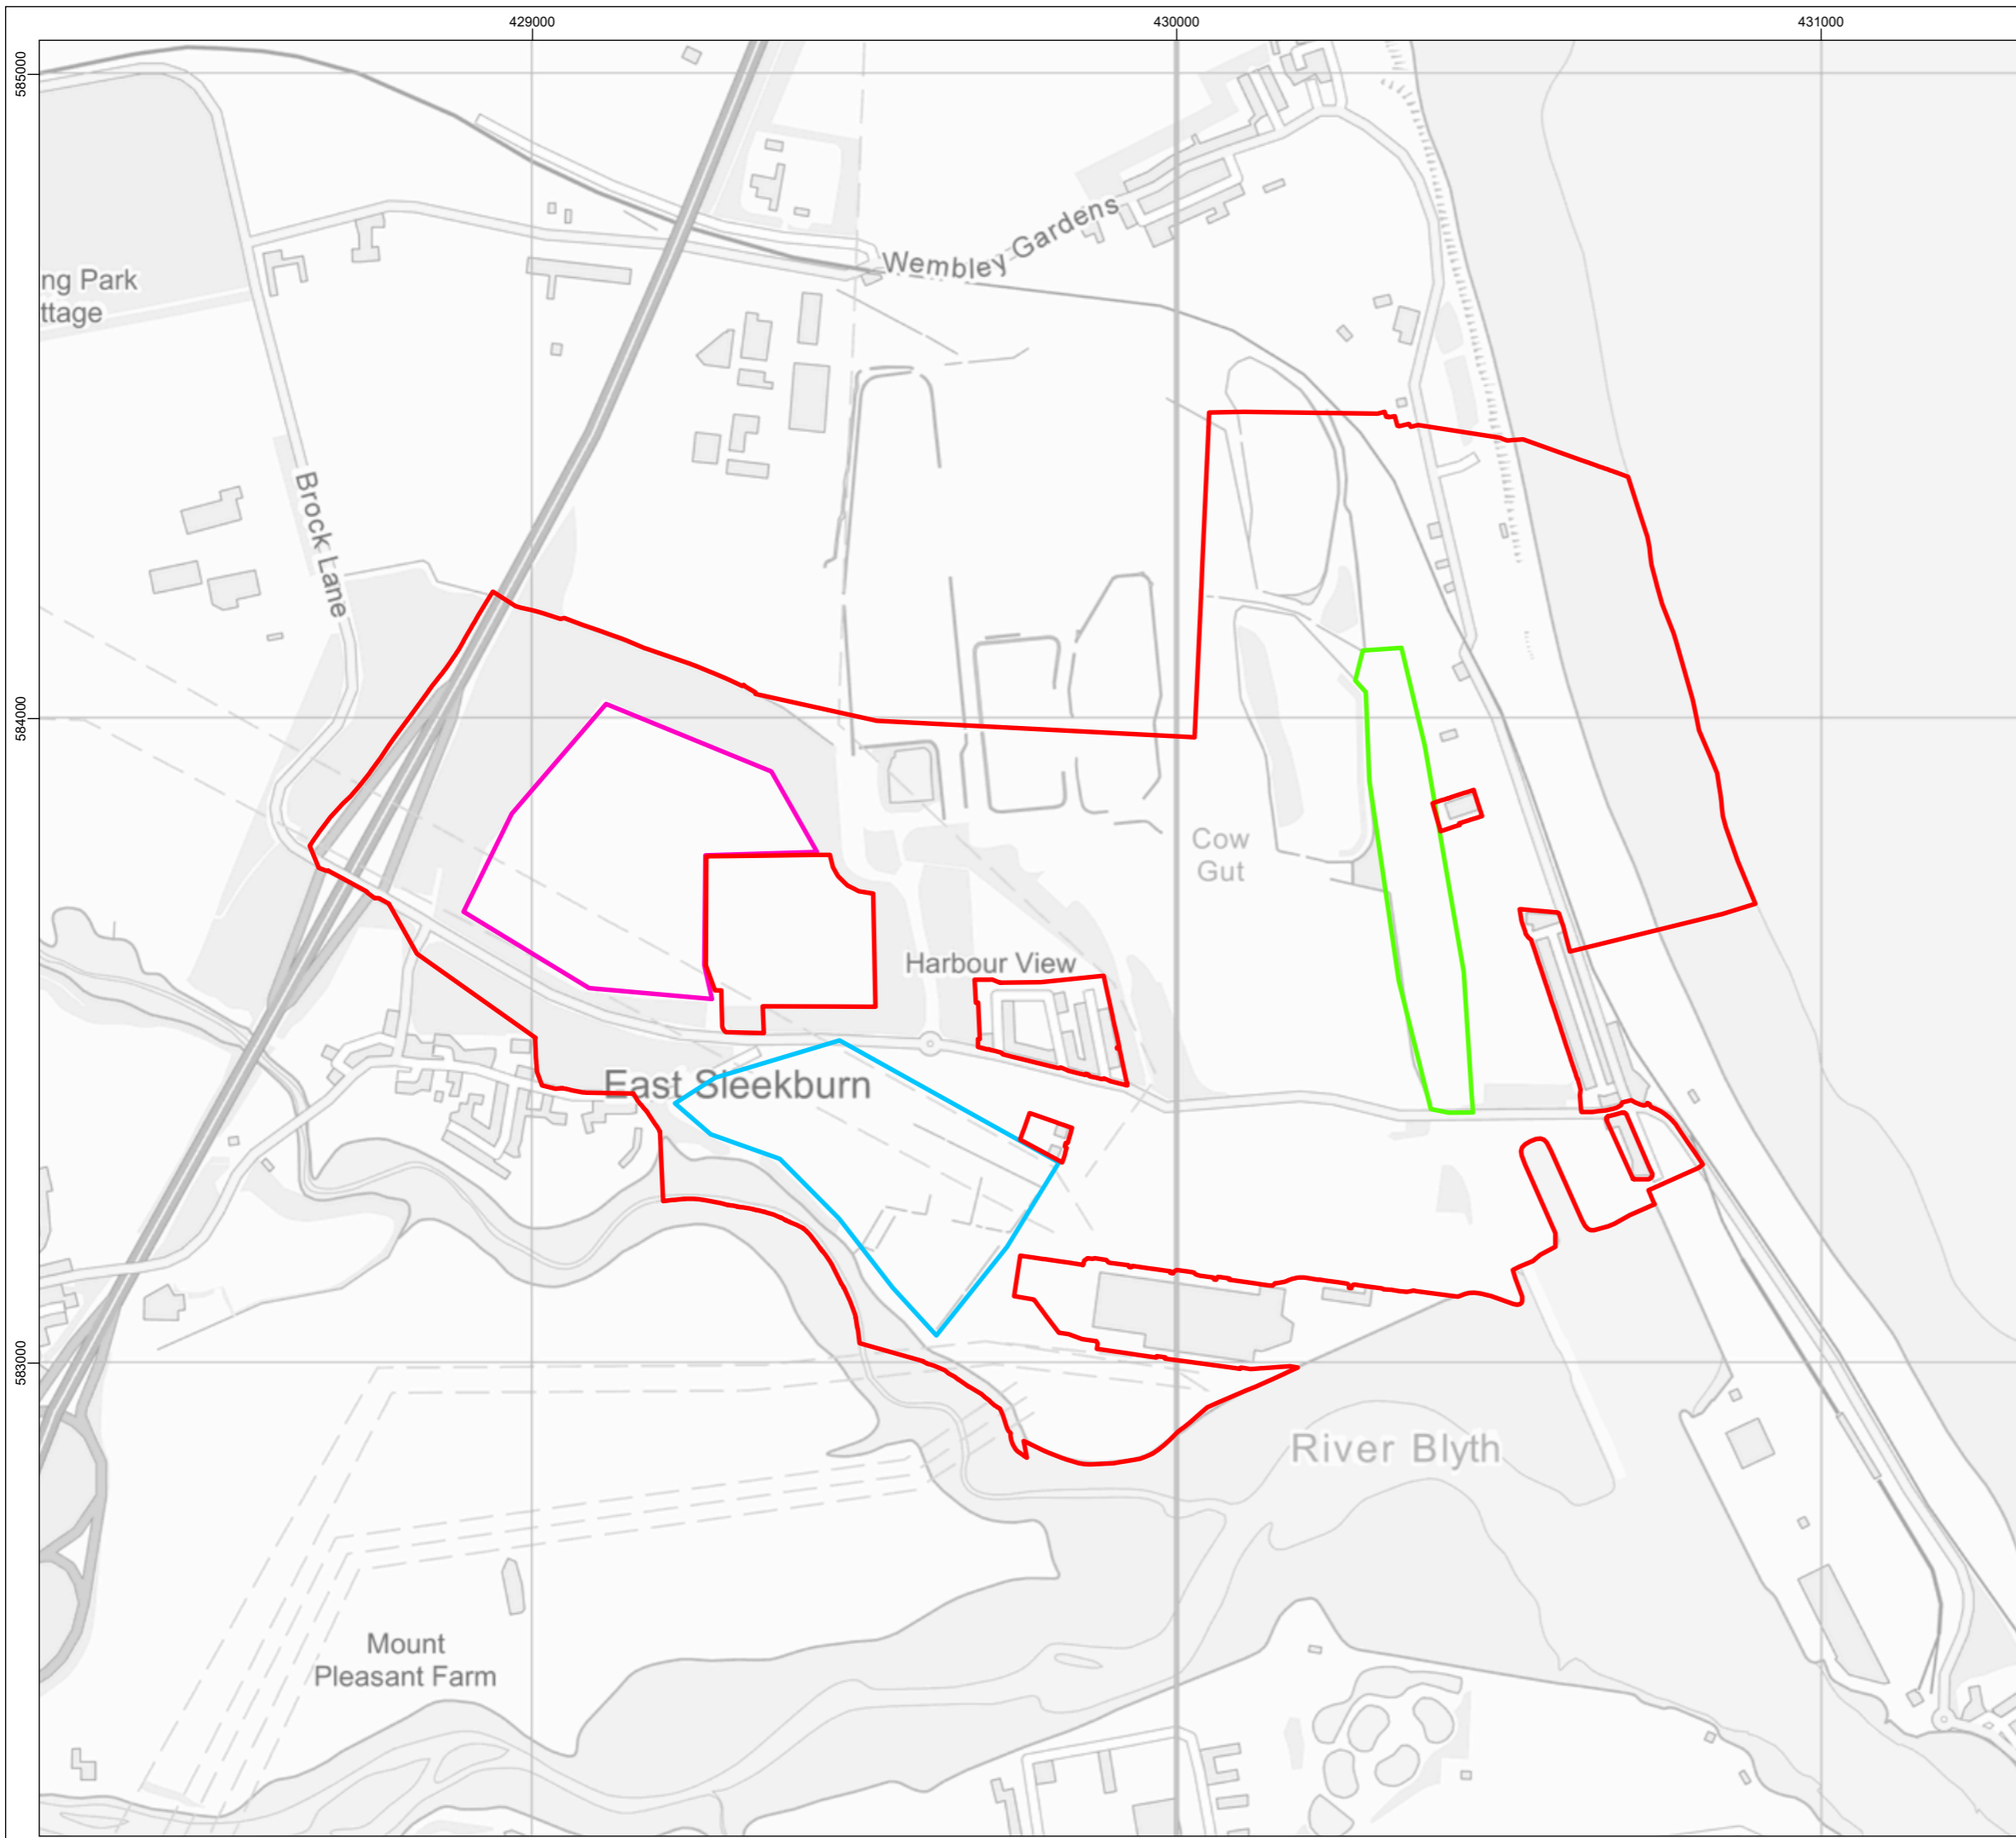 429000
430000
431000
585000
Wembley Gardens
ng Park
ttage
Brock Lane
584000
Cow
Gut
Harbour View
East Sleekburn
583000
River Blyth
Mount
Pleasant Farm